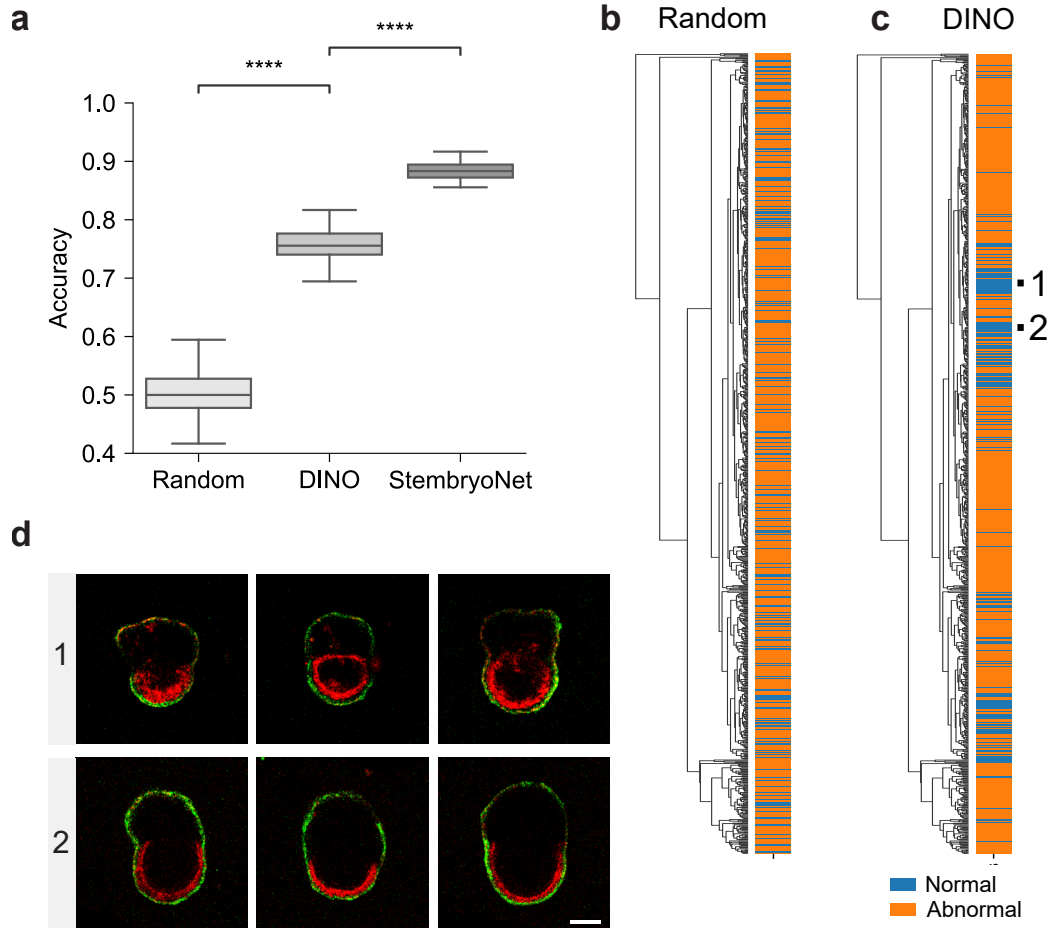 a
****
****
1.0
0.9
0.8
0.7
0.6
0.5
0.4
Accuracy
Random
DINO
StembryoNet
b
Random
c
DINO
1
2
Normal
Abnormal
d
1
2